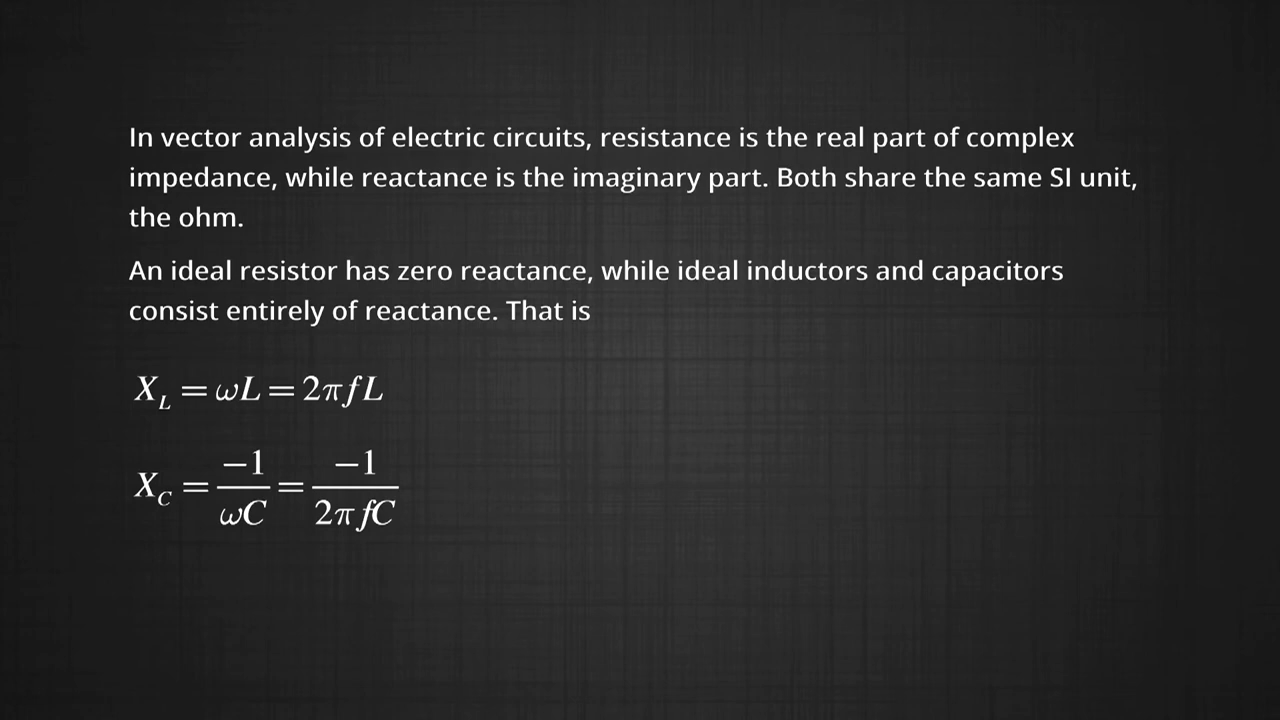 In vector analysis of electric circuits, resistance is the real part of complex
impedance, while reactance is the imaginary part. Both share the same SI unit,
the ohm.
An ideal resistor has zero reactance, while ideal inductors and capacitors
consist entirely of reactance. That is
X_L = ωL = 2πfL
X_C = −1/ωC = −1/2πfC